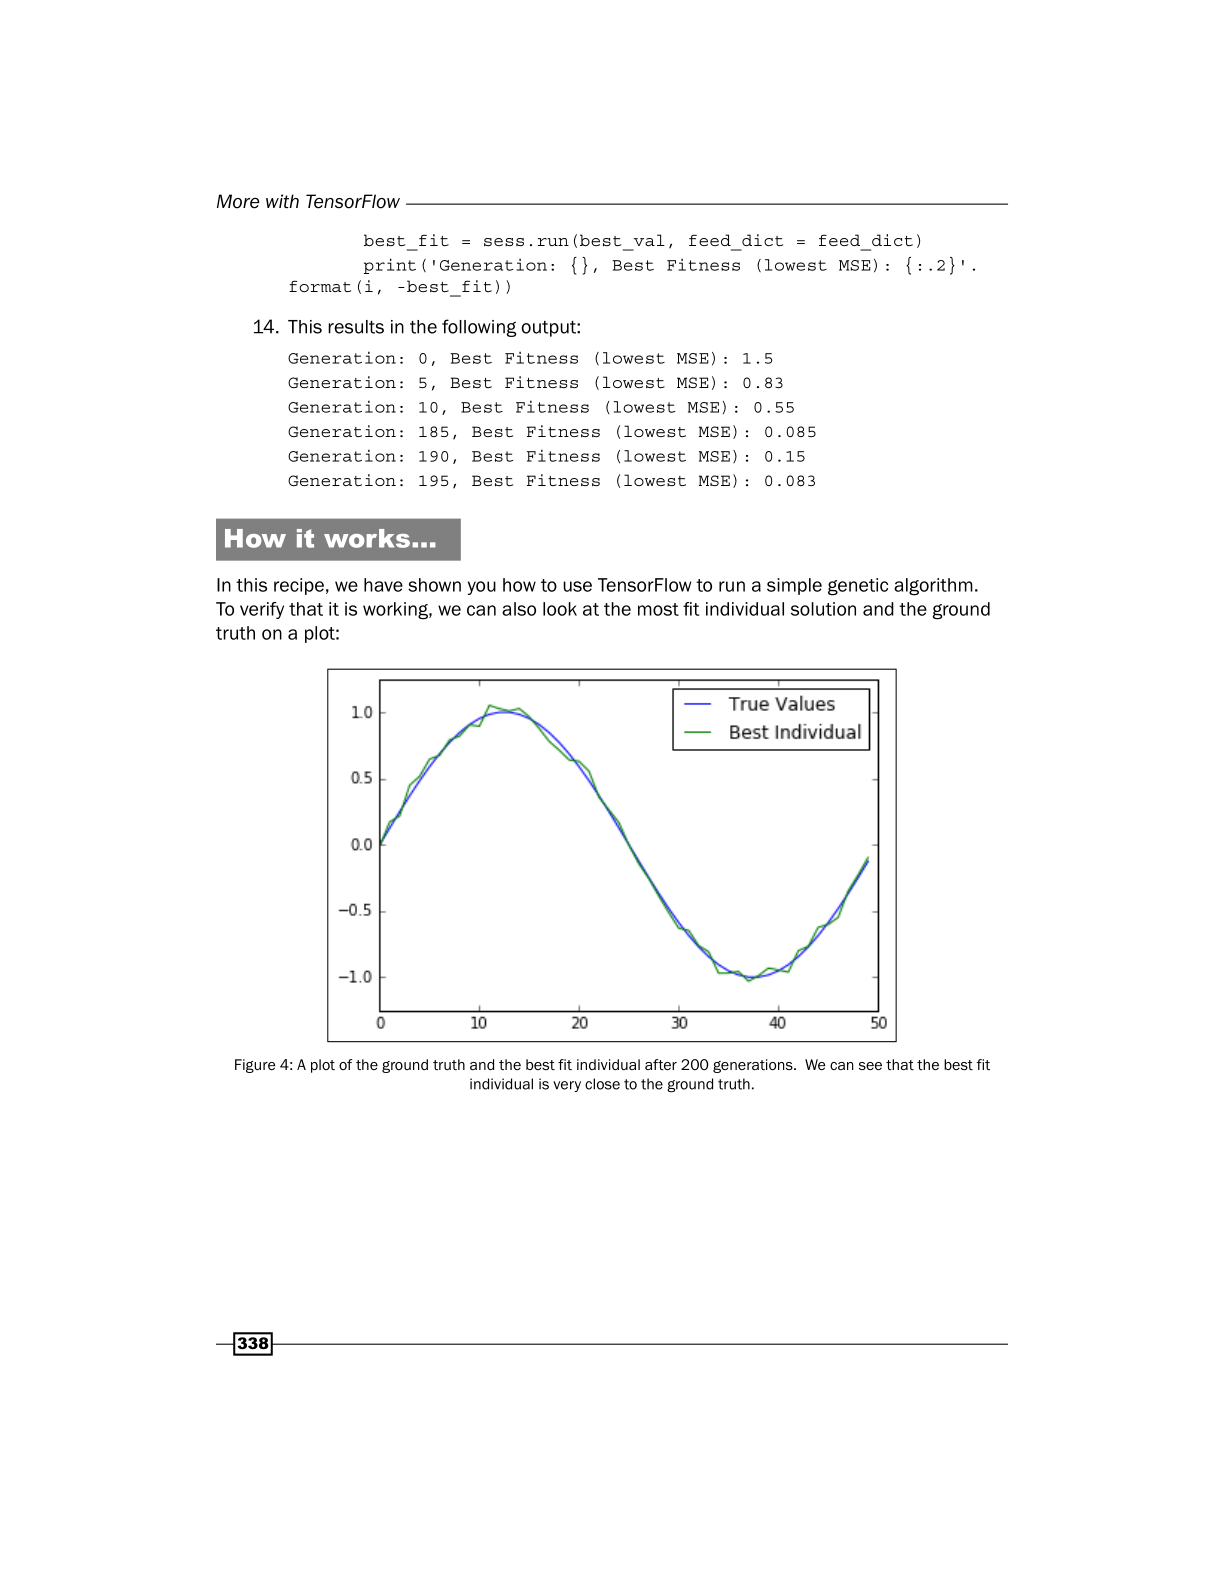 More with TensorFlow
best_fit = sess.run(best_val, feed_dict = feed_dict)
print('Generation: {}, Best Fitness (lowest MSE): {:.2}'.
format(i, -best_fit))
14. This results in the following output:
Generation: 0, Best Fitness (lowest MSE): 1.5
Generation: 5, Best Fitness (lowest MSE): 0.83
Generation: 10, Best Fitness (lowest MSE): 0.55
Generation: 185, Best Fitness (lowest MSE): 0.085
Generation: 190, Best Fitness (lowest MSE): 0.15
Generation: 195, Best Fitness (lowest MSE): 0.083
How it works...
In this recipe, we have shown you how to use TensorFlow to run a simple genetic algorithm.
To verify that it is working, we can also look at the most fit individual solution and the ground
truth on a plot:
True Values
Best Individual
1.0
0.5
0.0
−0.5
−1.0
0 10 20 30 40 50
Figure 4: A plot of the ground truth and the best fit individual after 200 generations.  We can see that the best fit
individual is very close to the ground truth.
338